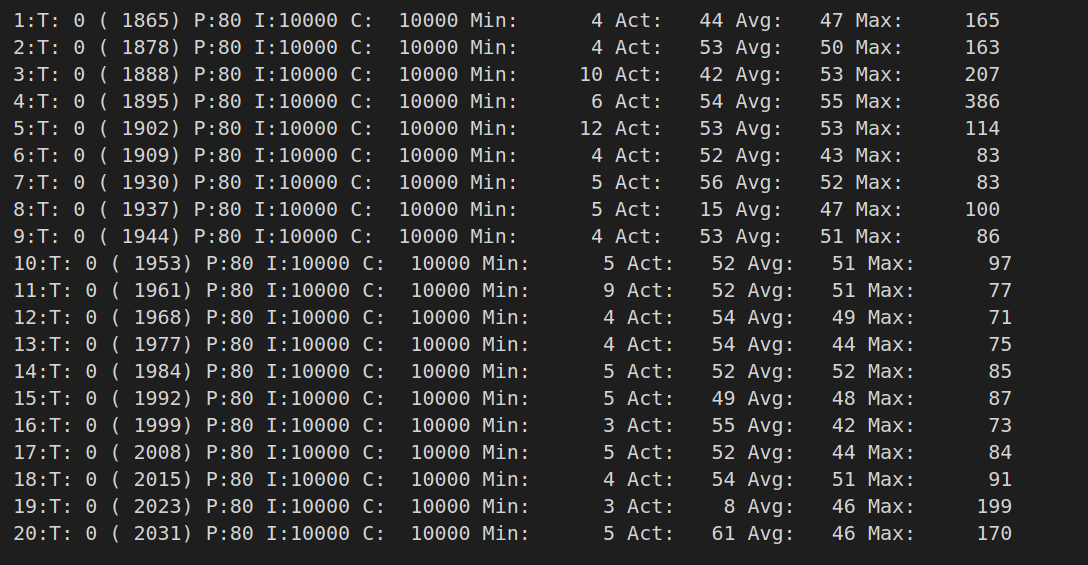 1:T: 0 ( 1865) P:80 I:10000 C:  10000 Min:      4 Act:   44 Avg:   47 Max:     165
2:T: 0 ( 1878) P:80 I:10000 C:  10000 Min:      4 Act:   53 Avg:   50 Max:     163
3:T: 0 ( 1888) P:80 I:10000 C:  10000 Min:     10 Act:   42 Avg:   53 Max:     207
4:T: 0 ( 1895) P:80 I:10000 C:  10000 Min:      6 Act:   54 Avg:   55 Max:     386
5:T: 0 ( 1902) P:80 I:10000 C:  10000 Min:     12 Act:   53 Avg:   53 Max:     114
6:T: 0 ( 1909) P:80 I:10000 C:  10000 Min:      4 Act:   52 Avg:   43 Max:      83
7:T: 0 ( 1930) P:80 I:10000 C:  10000 Min:      5 Act:   56 Avg:   52 Max:      83
8:T: 0 ( 1937) P:80 I:10000 C:  10000 Min:      5 Act:   15 Avg:   47 Max:     100
9:T: 0 ( 1944) P:80 I:10000 C:  10000 Min:      4 Act:   53 Avg:   51 Max:      86
10:T: 0 ( 1953) P:80 I:10000 C:  10000 Min:      5 Act:   52 Avg:   51 Max:      97
11:T: 0 ( 1961) P:80 I:10000 C:  10000 Min:      9 Act:   52 Avg:   51 Max:      77
12:T: 0 ( 1968) P:80 I:10000 C:  10000 Min:      4 Act:   54 Avg:   49 Max:      71
13:T: 0 ( 1977) P:80 I:10000 C:  10000 Min:      4 Act:   54 Avg:   44 Max:      75
14:T: 0 ( 1984) P:80 I:10000 C:  10000 Min:      5 Act:   52 Avg:   52 Max:      85
15:T: 0 ( 1992) P:80 I:10000 C:  10000 Min:      5 Act:   49 Avg:   48 Max:      87
16:T: 0 ( 1999) P:80 I:10000 C:  10000 Min:      3 Act:   55 Avg:   42 Max:      73
17:T: 0 ( 2008) P:80 I:10000 C:  10000 Min:      5 Act:   52 Avg:   44 Max:      84
18:T: 0 ( 2015) P:80 I:10000 C:  10000 Min:      4 Act:   54 Avg:   51 Max:      91
19:T: 0 ( 2023) P:80 I:10000 C:  10000 Min:      3 Act:    8 Avg:   46 Max:     199
20:T: 0 ( 2031) P:80 I:10000 C:  10000 Min:      5 Act:   61 Avg:   46 Max:     170